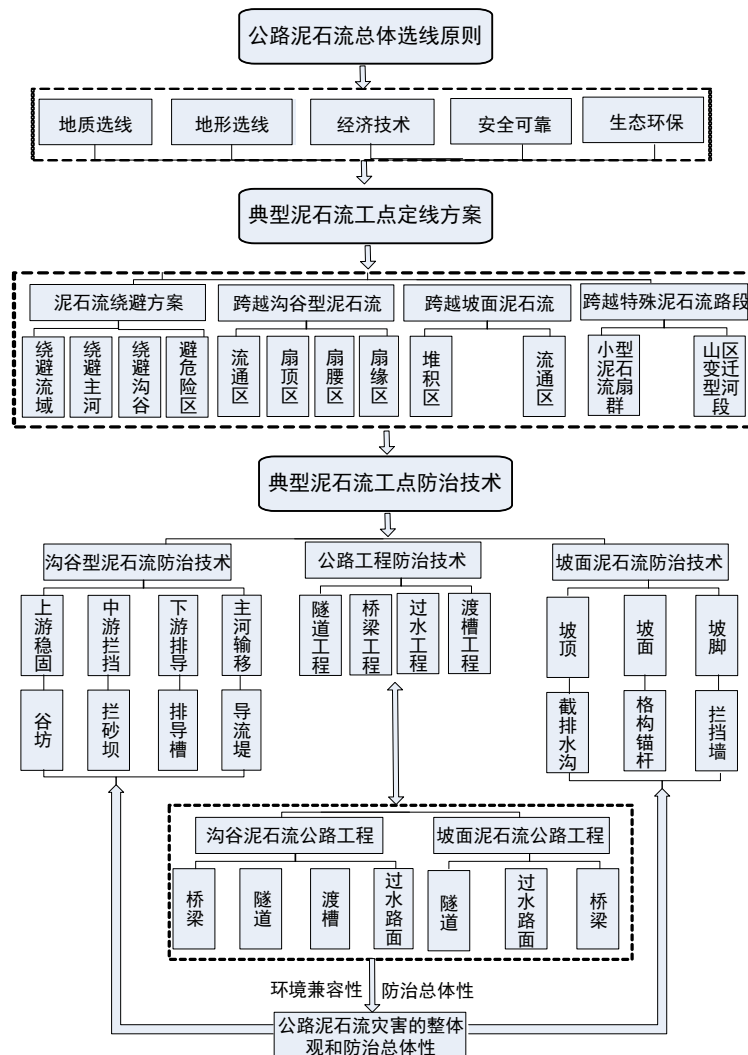 公路泥石流总体选线原则
地质选线
地形选线
经济技术
安全可靠
生态环保
典型泥石流工点定线方案
泥石流绕避方案
跨越沟谷型泥石流
跨越坡面泥石流
跨越特殊泥石流路段
绕避流域
绕避主河
绕避沟谷
避危险区
流通区
扇顶区
扇腰区
扇缘区
堆积区
流通区
小型泥石流扇群
山区变迁型河段
典型泥石流工点防治技术
沟谷型泥石流防治技术
公路工程防治技术
坡面泥石流防治技术
上游稳固
中游拦挡
下游排导
主河输移
隧道工程
桥梁工程
过水工程
渡槽工程
坡顶
坡面
坡脚
谷坊
拦砂坝
排导槽
导流堤
截排水沟
格构锚杆
拦挡墙
沟谷泥石流公路工程
坡面泥石流公路工程
桥梁
隧道
渡槽
过水路面
隧道
过水路面
桥梁
环境兼容性
防治总体性
公路泥石流灾害的整体
观和防治总体性